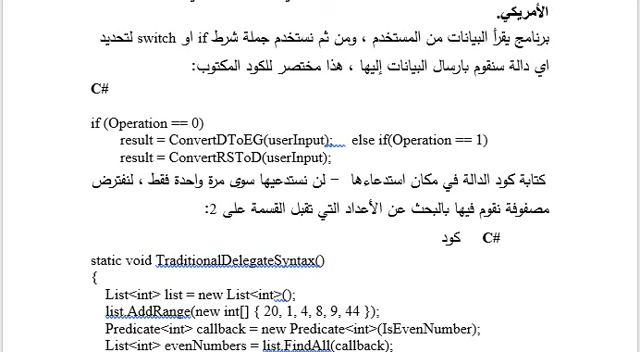 الأمريكي.
برنامج يقرأ البيانات من المستخدم ، ومن ثم نستخدم جملة شرط if او switch لتحديد
اي دالة سنقوم بارسال البيانات إليها ، هذا مختصر للكود المكتوب:
C#
if (Operation == 0)
result = ConvertDToEG(userInput); else if(Operation == 1)
result = ConvertRSToD(userInput);
كتابة كود الدالة في مكان استدعاءها – لن نستدعيها سوى مرة واحدة فقط ، لنفترض
مصفوفة نقوم فيها بالبحث عن الأعداد التي تقبل القسمة على 2:
كود C#
static void TraditionalDelegateSyntax()
{
List<int> list = new List<int>();
list.AddRange(new int[] { 20, 1, 4, 8, 9, 44 });
Predicate<int> callback = new Predicate<int>(IsEvenNumber);
List<int> evenNumbers = list.FindAll(callback);